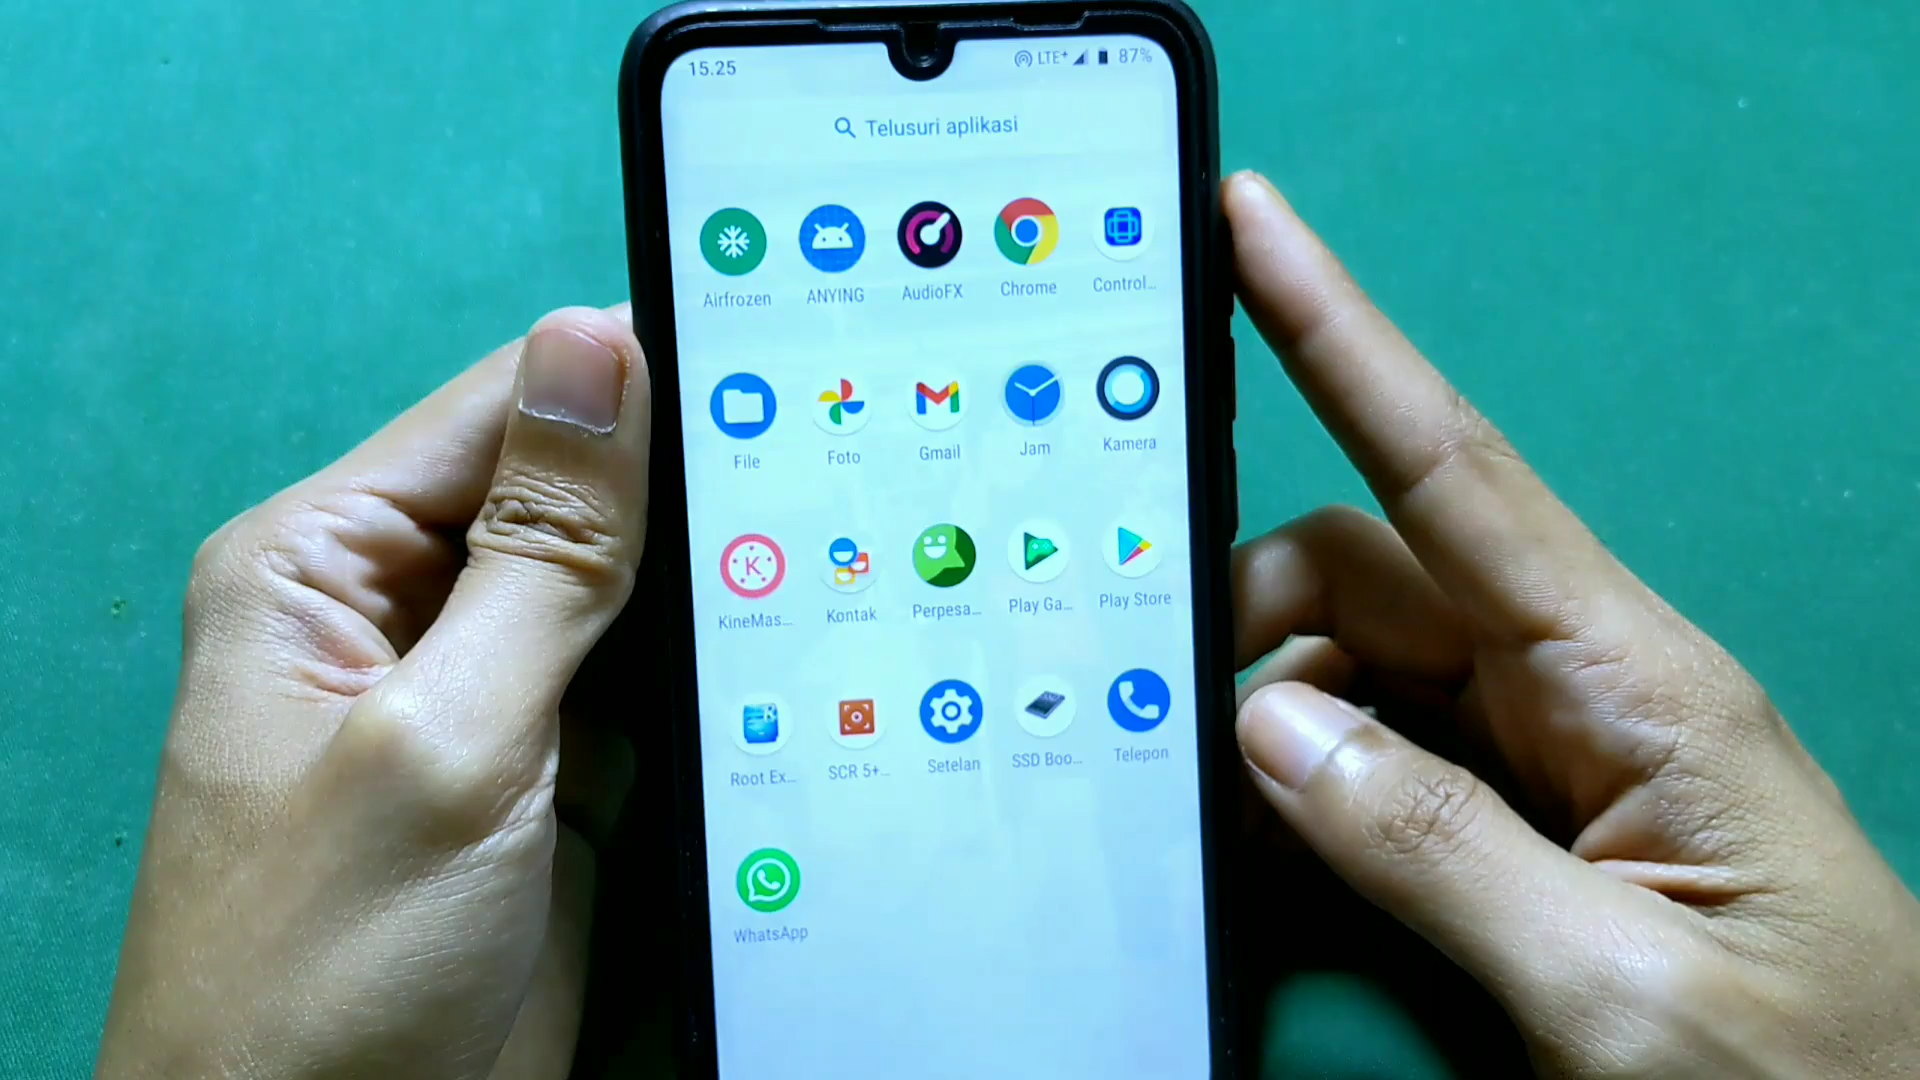 15.25 LTE+ 87%
Telusuri aplikasi
Airfrozen ANYING AudioFX Chrome Control...
File Foto Gmail Jam Kamera
K
KineMas... Kontak Perpesa... Play Ga... Play Store
R
Root Ex... SCR 5+... Setelan SSD Boo... Telepon
WhatsApp